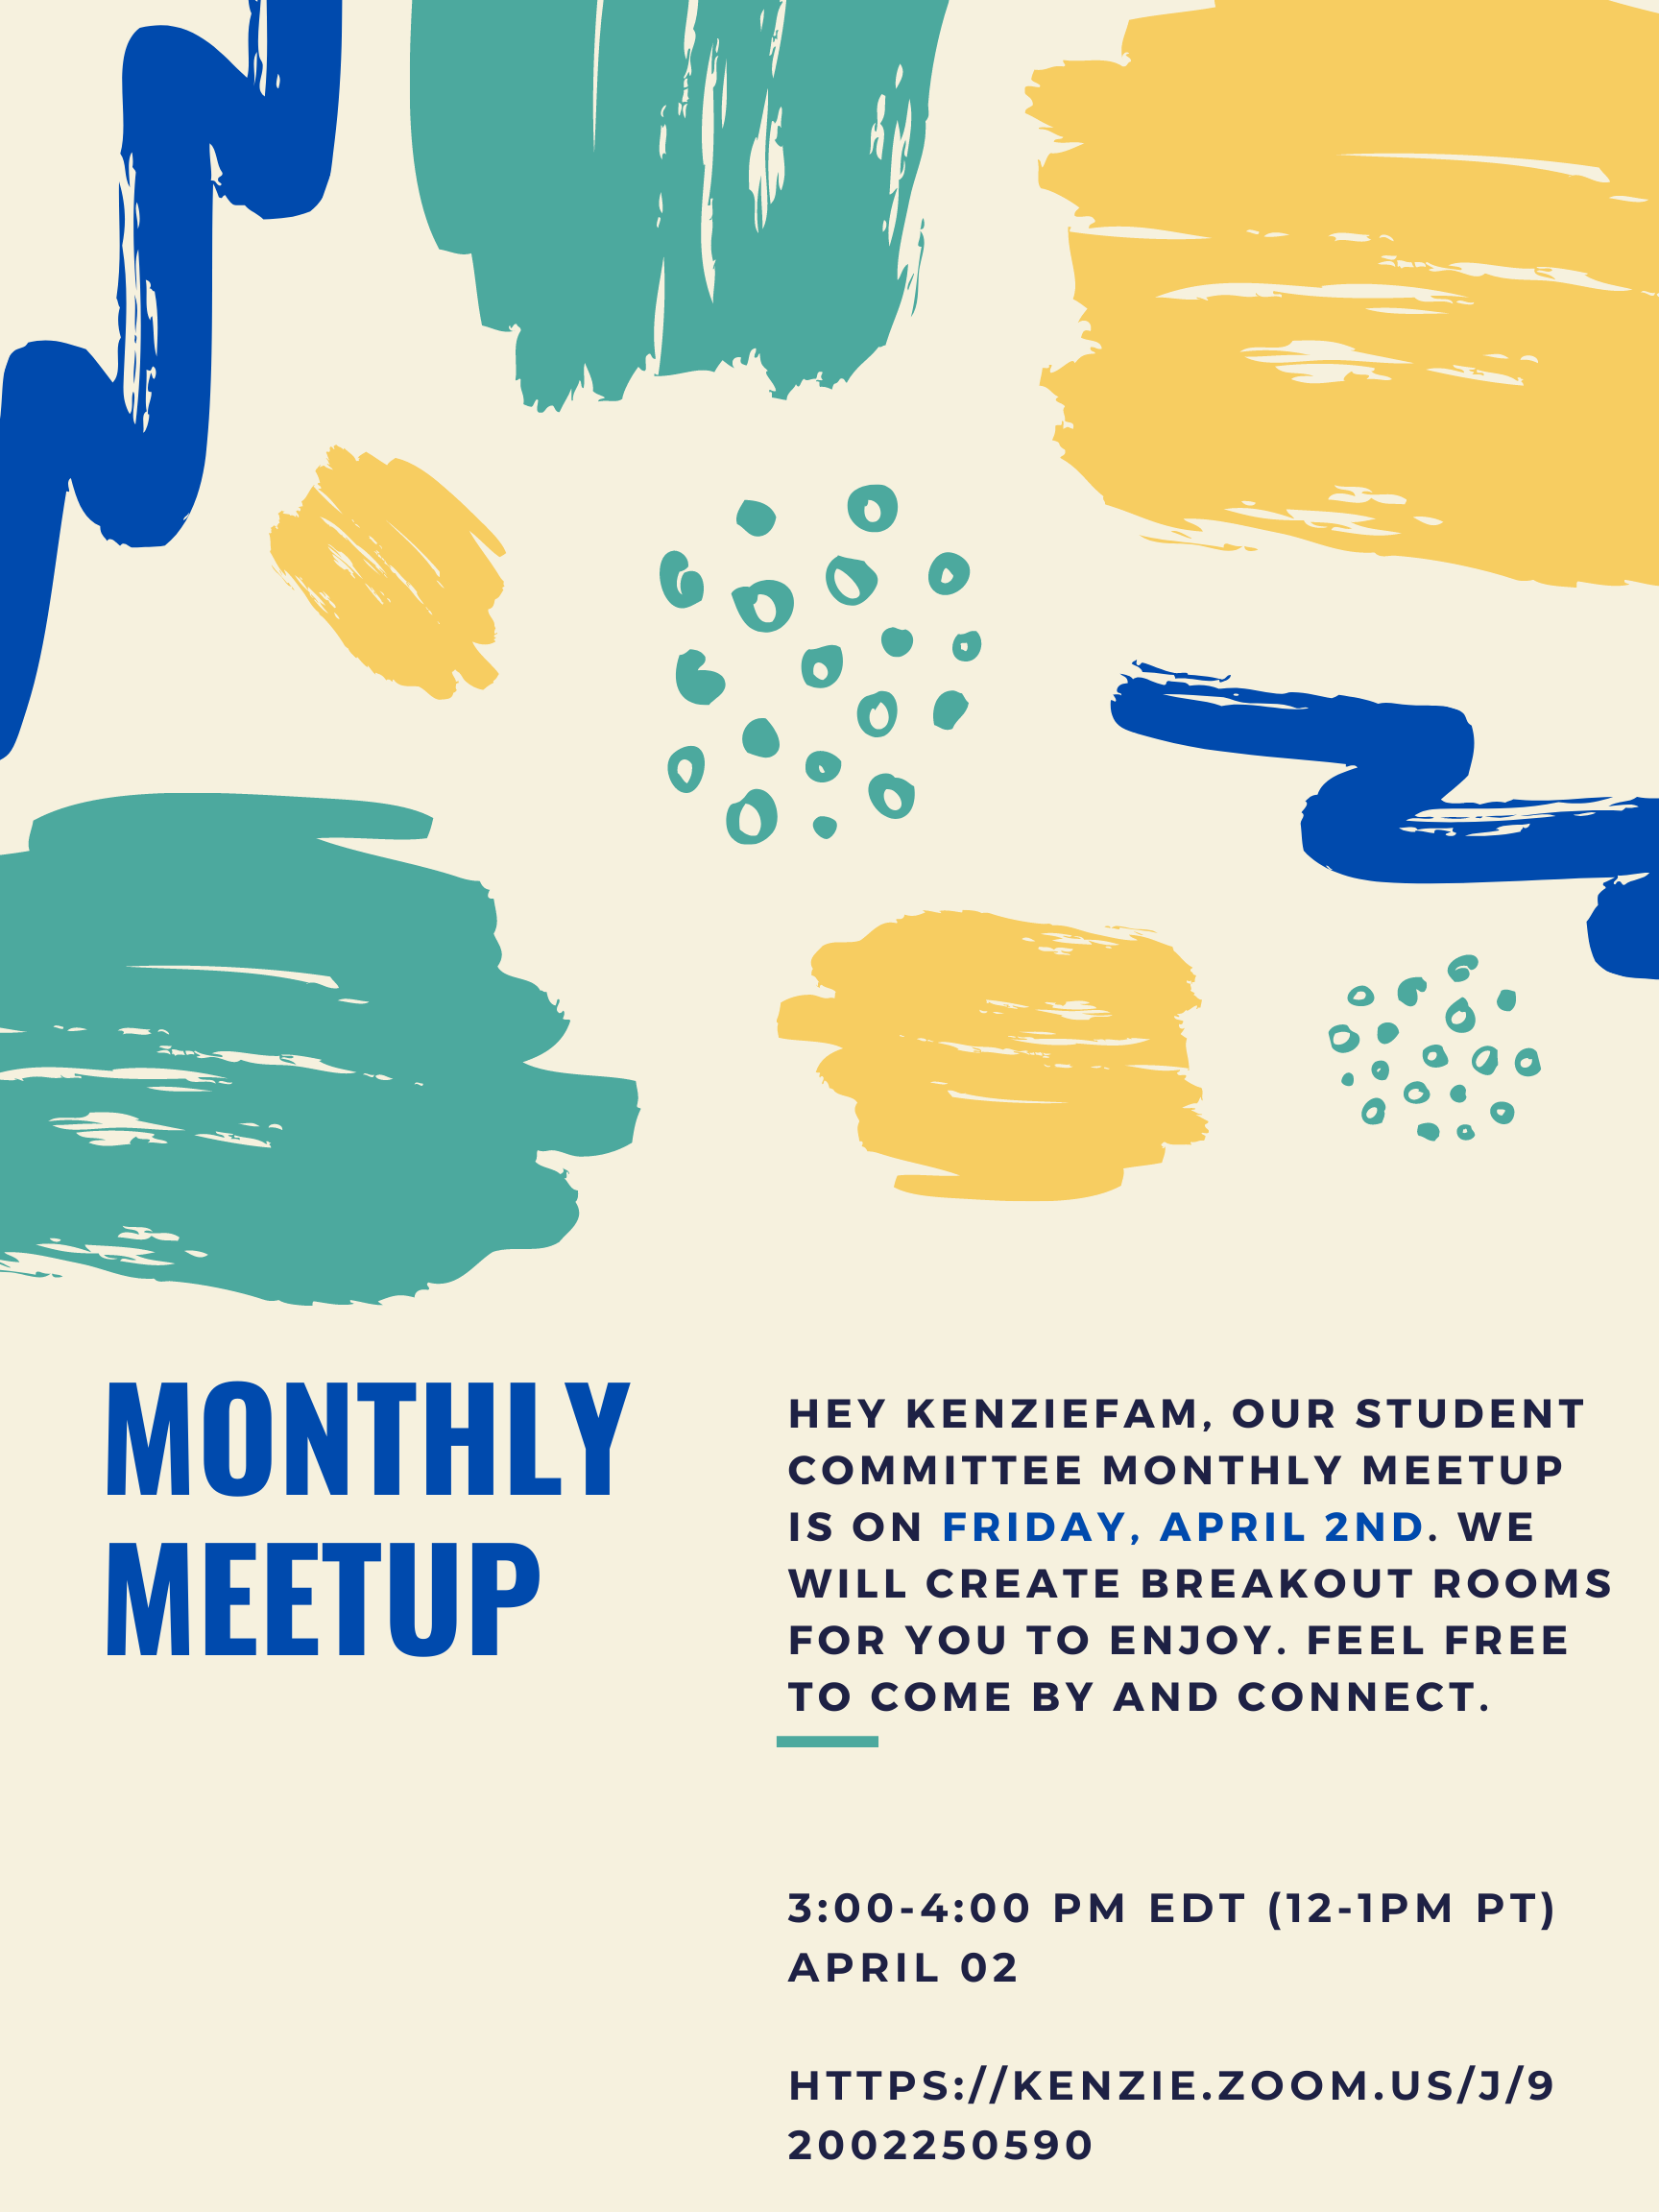 MONTHLY
MEETUP
HEY KENZIEFAM, OUR STUDENT
COMMITTEE MONTHLY MEETUP
IS ON FRIDAY, APRIL 2ND. WE
WILL CREATE BREAKOUT ROOMS
FOR YOU TO ENJOY. FEEL FREE
TO COME BY AND CONNECT.
3:00-4:00 PM EDT (12-1PM PT)
APRIL 02
HTTPS://KENZIE.ZOOM.US/J/9
2002250590